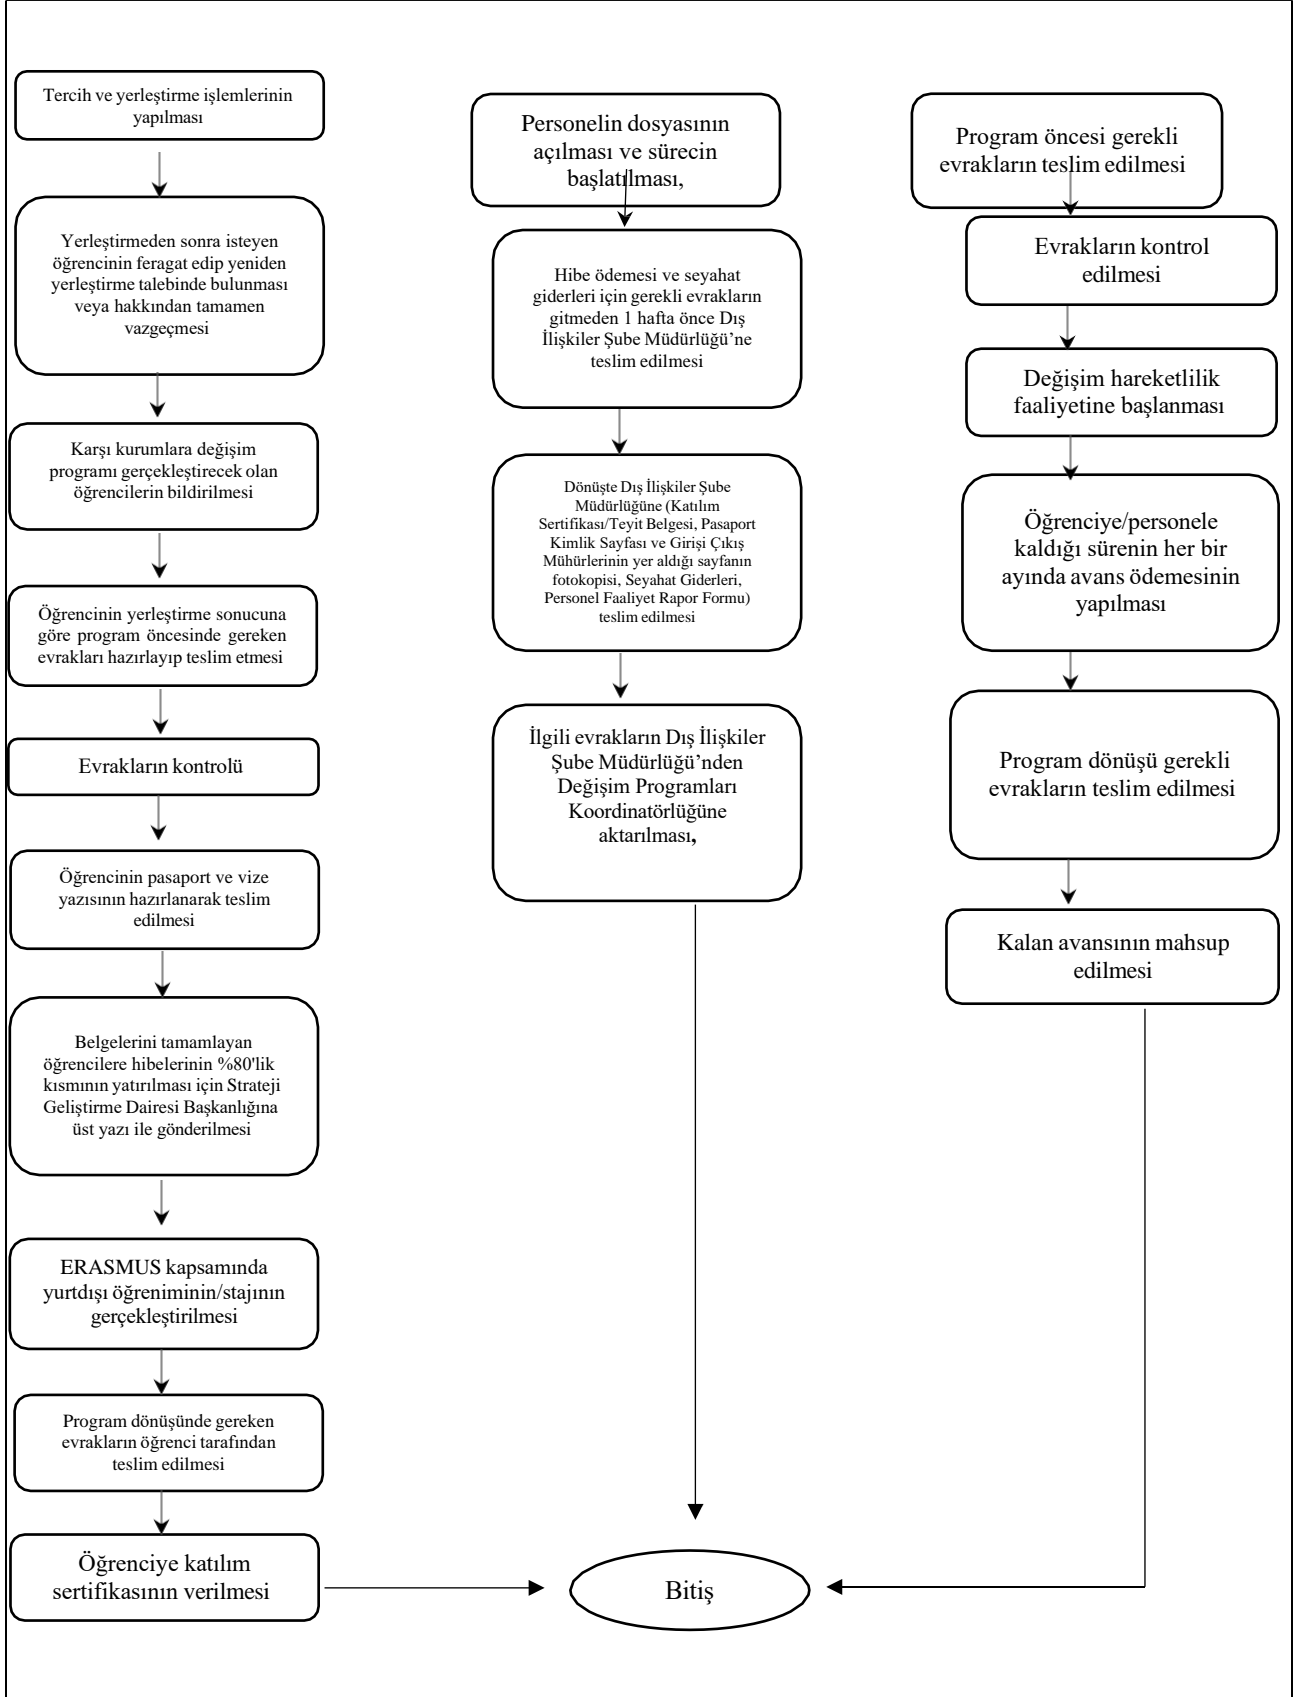 Tercih ve yerleştirme işlemlerinin
yapılması
Yerleştirmeden sonra isteyen
öğrencinin feragat edip yeniden
yerleştirme talebinde bulunması
veya hakkından tamamen
vazgeçmesi
Karşı kurumlara değişim
programı gerçekleştirecek olan
öğrencilerin bildirilmesi
Öğrencinin yerleştirme sonucuna
göre program öncesinde gereken
evrakları hazırlayıp teslim etmesi
Evrakların kontrolü
Öğrencinin pasaport ve vize
yazısının hazırlanarak teslim
edilmesi
Belgelerini tamamlayan
öğrencilere hibelerinin %80'lik
kısmının yatırılması için Strateji
Geliştirme Dairesi Başkanlığına
üst yazı ile gönderilmesi
ERASMUS kapsamında
yurtdışı öğreniminin/stajının
gerçekleştirilmesi
Program dönüşünde gereken
evrakların öğrenci tarafından
teslim edilmesi
Öğrenciye katılım
sertifikasının verilmesi
Personelin dosyasının
açılması ve sürecin
başlatılması,
Hibe ödemesi ve seyahat
giderleri için gerekli evrakların
gitmeden 1 hafta önce Dış
İlişkiler Şube Müdürlüğü’ne
teslim edilmesi
Dönüşte Dış İlişkiler Şube
Müdürlüğüne (Katılım
Sertifikası/Teyit Belgesi, Pasaport
Kimlik Sayfası ve Girişi Çıkış
Mühürlerinin yer aldığı sayfanın
fotokopisi, Seyahat Giderleri,
Personel Faaliyet Rapor Formu)
teslim edilmesi
İlgili evrakların Dış İlişkiler
Şube Müdürlüğü’nden
Değişim Programları
Koordinatörlüğüne
aktarılması,
Program öncesi gerekli
evrakların teslim edilmesi
Evrakların kontrol
edilmesi
Değişim hareketlilik
faaliyetine başlanması
Öğrenciye/personele
kaldığı sürenin her bir
ayında avans ödemesinin
yapılması
Program dönüşü gerekli
evrakların teslim edilmesi
Kalan avansının mahsup
edilmesi
Bitiş